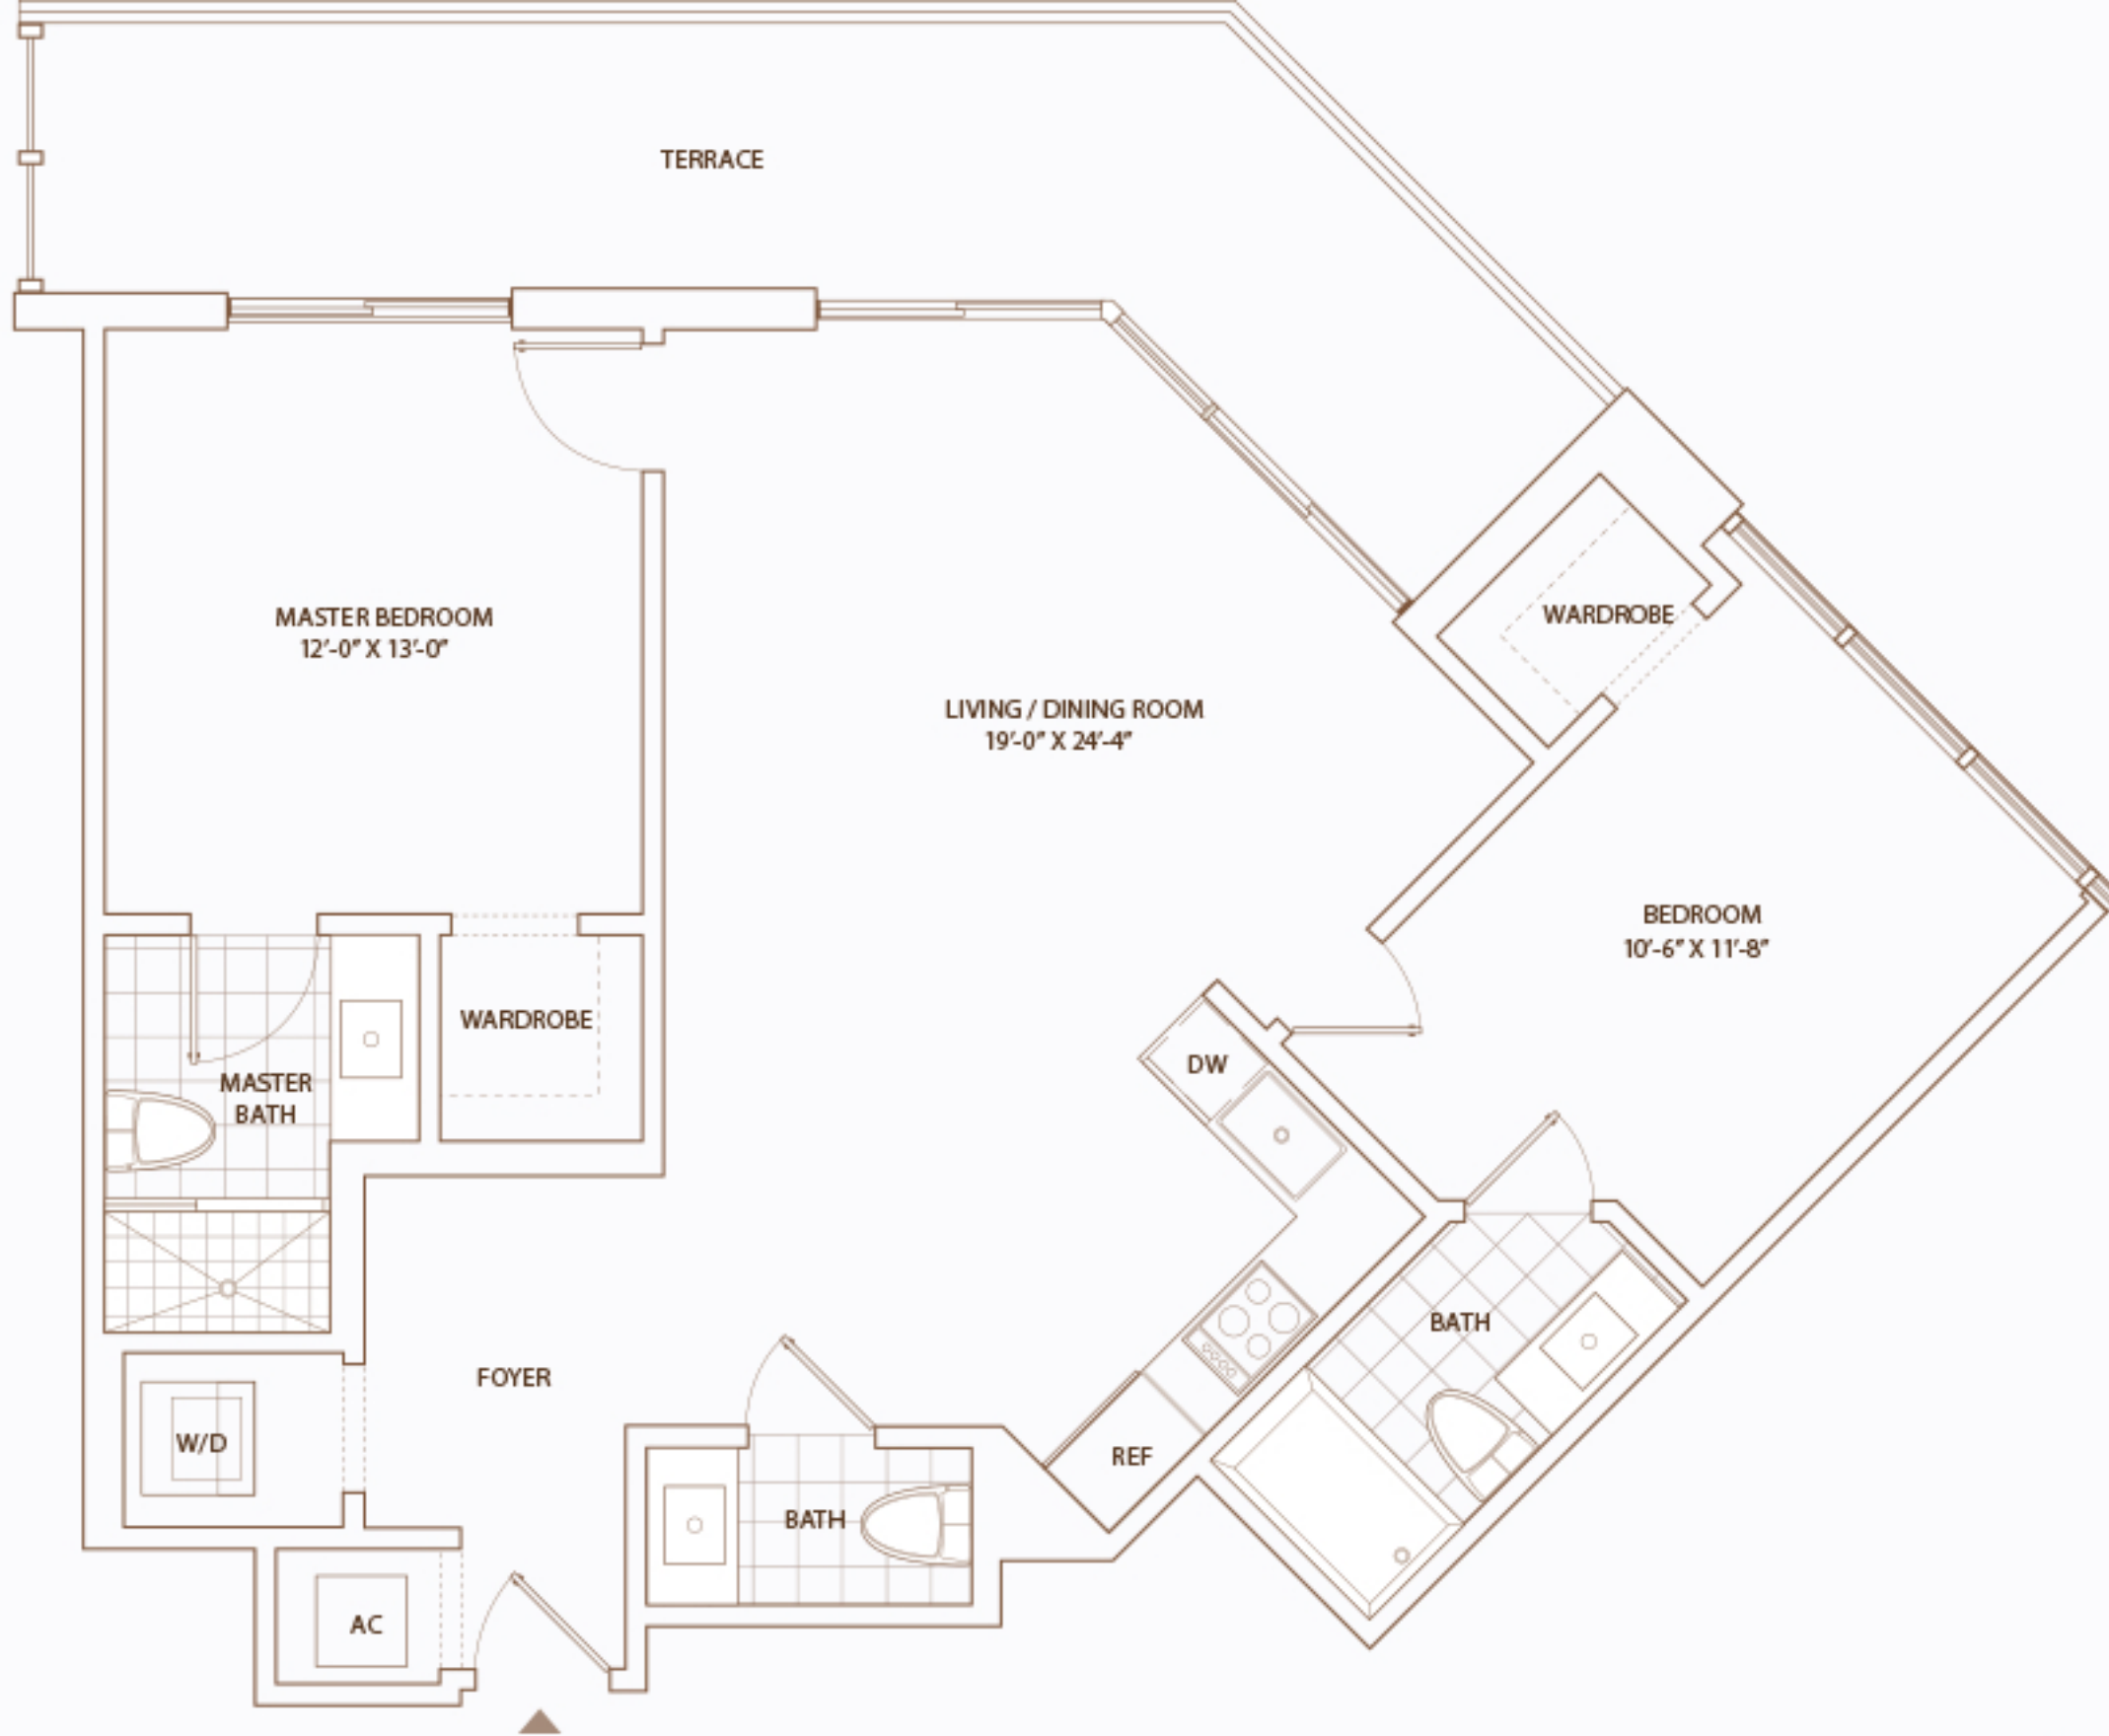 TERRACE
MASTER BEDROOM
12'-0" X 13'-0"
WARDROBE
LIVING / DINING ROOM
19'-0" X 24'-4"
BEDROOM
10'-6" X 11'-8"
WARDROBE
DW
MASTER
BATH
BATH
FOYER
W/D
REF
BATH
AC